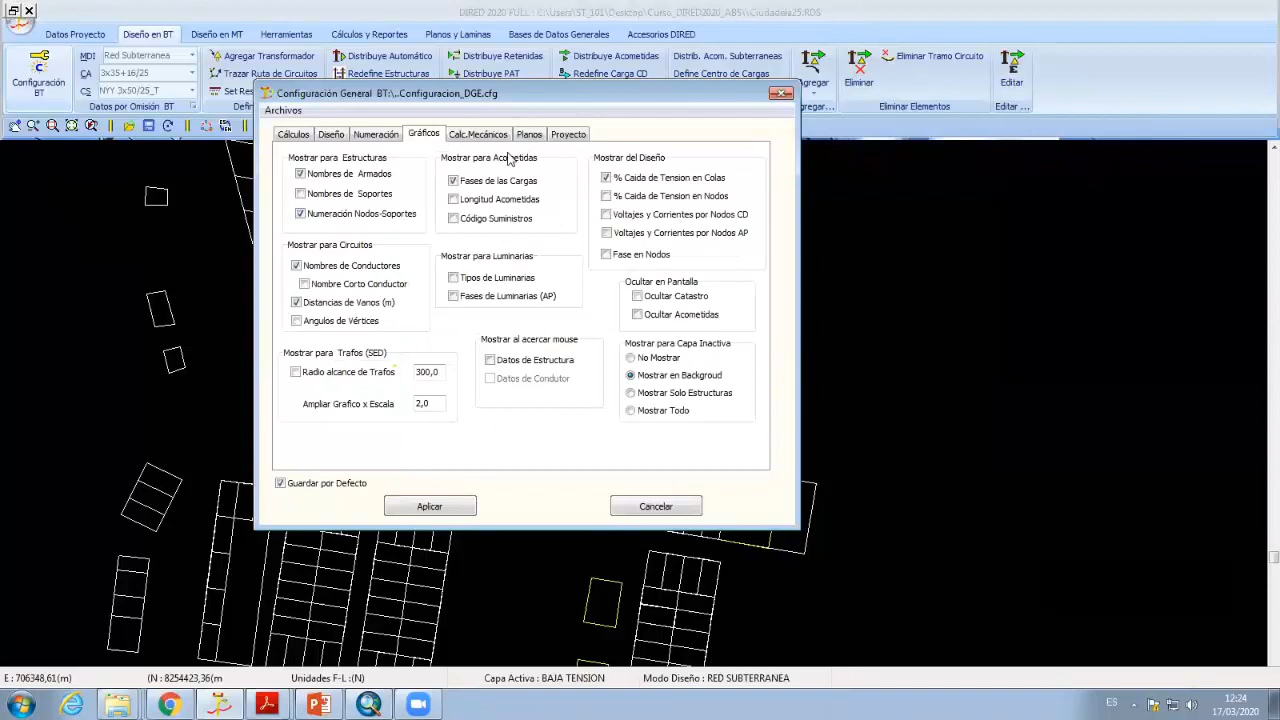 DIRED 2020 FULL : C:\Users\ST_101\Desktop\Curso_DIRED2020_ABS\\Ciudadela25.RDS
Datos Proyecto Diseño en BT Diseño en MT Herramientas Cálculos y Reportes Planos y Laminas Bases de Datos Generales Accesorios DIRED
MDI Red Subterranea Agregar Transformador Distribuye Automático Distribuye Retenidas Distribuye Acometidas Distrib. Acom. Subterraneas Eliminar Tramo Circuito
CA 3x35+16/25 Trazar Ruta de Circuitos Redefine Estructuras Distribuye PAT Redefine Carga CD Define Centro de Cargas
Configuración BT
Agregar Eliminar Editar
CD NYY 3x50/25_T Set Res
Datos por Omisión BT Agregar... Eliminar Elementos Editar ...
Configuración General BT:\..Configuracion_DGE.cfg
Archivos
Cálculos Diseño Numeración Gráficos Calc.Mecánicos Planos Proyecto
Mostrar para Estructuras
Nombres de Armados
Nombres de Soportes
Numeración Nodos-Soportes
Mostrar para Acometidas
Fases de las Cargas
Longitud Acometidas
Código Suministros
Mostrar del Diseño
% Caida de Tension en Colas
% Caida de Tension en Nodos
Voltajes y Corrientes por Nodos CD
Voltajes y Corrientes por Nodos AP
Fase en Nodos
Mostrar para Circuitos
Nombres de Conductores
Nombre Corto Conductor
Distancias de Vanos (m)
Angulos de Vértices
Mostrar para Luminarias
Tipos de Luminarias
Fases de Luminarias (AP)
Ocultar en Pantalla
Ocultar Catastro
Ocultar Acometidas
Mostrar para Trafos (SED)
Radio alcance de Trafos 300,0
Ampliar Grafico x Escala 2,0
Mostrar al acercar mouse
Datos de Estructura
Datos de Condutor
Mostrar para Capa Inactiva
No Mostrar
Mostrar en Backgroud
Mostrar Solo Estructuras
Mostrar Todo
Guardar por Defecto
Aplicar Cancelar
E : 706348,61(m) (N : 8254423,36(m Unidades F-L :(N) Capa Activa : BAJA TENSION Modo Diseño : RED SUBTERRANEA
ES 12:24
17/03/2020